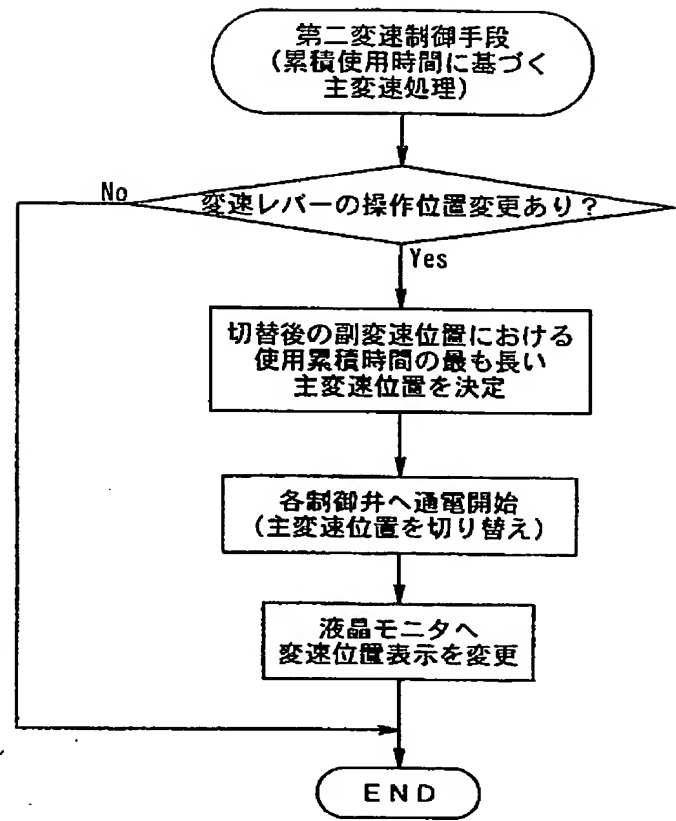 第二変速制御手段
(累積使用時間に基づく
主変速処理)
No
変速レバーの操作位置変更あり?
Yes
切替後の副変速位置における
使用累積時間の最も長い
主変速位置を決定
各制御弁へ通電開始
(主変速位置を切り替え)
液晶モニタへ
変速位置表示を変更
END